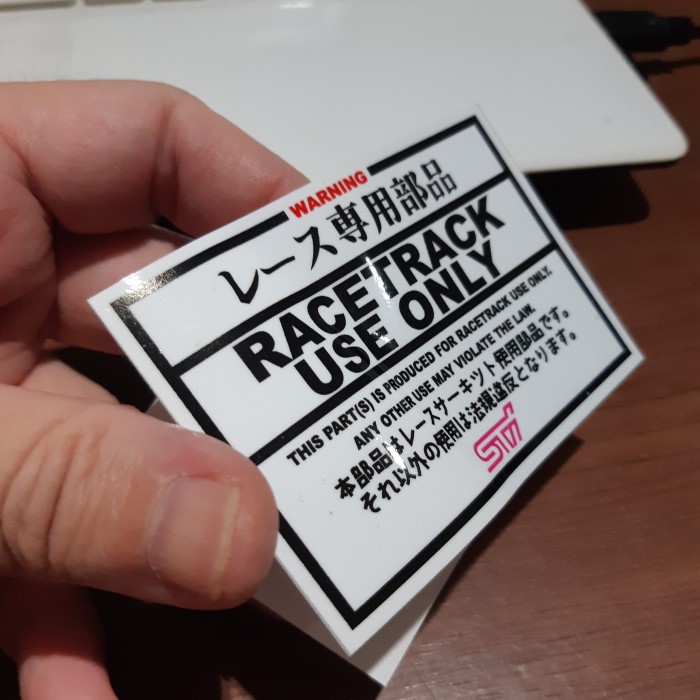 WARNING
レース専用部品
RACETRACK
USE ONLY
THIS PART(S) IS PRODUCED FOR RACETRACK USE ONLY.
ANY OTHER USE MAY VIOLATE THE LAW.
本部品はレースサーキット使用部品です。
それ以外の使用は法規違反となります。
STI